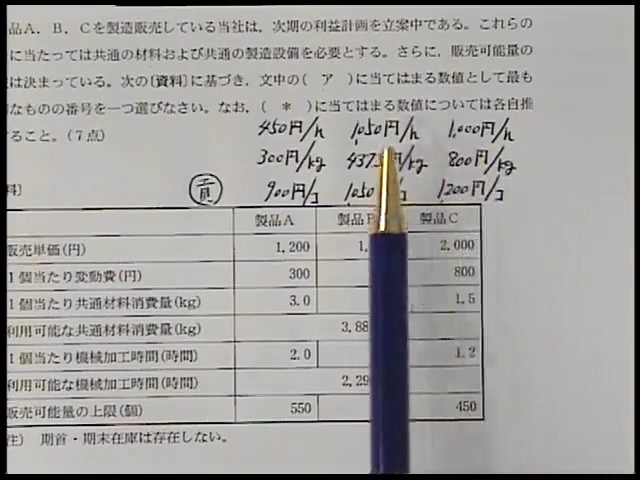 品A，B，Cを製造販売している当社は，次期の利益計画を立案中である。これらの
に当たっては共通の材料および共通の製造設備を必要とする。さらに，販売可能量の
は決まっている。次の〔資料〕に基づき，文中の(　ア　)に当てはまる数値として最も
なものの番号を一つ選びなさい。なお，(　＊　)に当てはまる数値については各自推
すること。(7点)
450円/h 1,050円/h 1,000円/h
300円/kg 437.5円/kg 800円/kg
料〕 貢 900円/コ 1,050 コ 1,200円/コ
製品A 製品B 製品C
販売単価(円) 1,200 1, 2,000
1個当たり変動費(円) 300 800
1個当たり共通材料消費量(kg) 3.0 1.5
利用可能な共通材料消費量(kg) 3,88
1個当たり機械加工時間(時間) 2.0 1.2
利用可能な機械加工時間(時間) 2,29
販売可能量の上限(個) 550 450
注)　期首・期末在庫は存在しない。